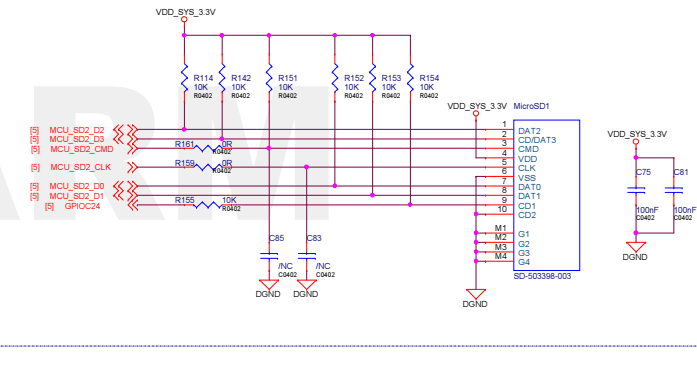 VDD_SYS_3.3V
R114
10K
R0402
R142
10K
R0402
R151
10K
R0402
R152
10K
R0402
R153
10K
R0402
R154
10K
R0402
VDD_SYS_3.3V
MicroSD1
VDD_SYS_3.3V
[5] MCU_SD2_D2
[5] MCU_SD2_D3
[5] MCU_SD2_CMD
[5] MCU_SD2_CLK
[5] MCU_SD2_D0
[5] MCU_SD2_D1
[5] GPIOC24
R161
0R
R0402
R159
0R
R0402
R155
10K
R0402
1 DAT2
2 CD/DAT3
3 CMD
4 VDD
5 CLK
6 VSS
7 DAT0
8 DAT1
9 CD1
10 CD2
M1 G1
M2 G2
M3 G3
M4 G4
SD-503398-003
C75
100nF
C0402
C81
100nF
C0402
DGND
C85
/NC
C0402
C83
/NC
C0402
DGND
DGND
DGND
ARM